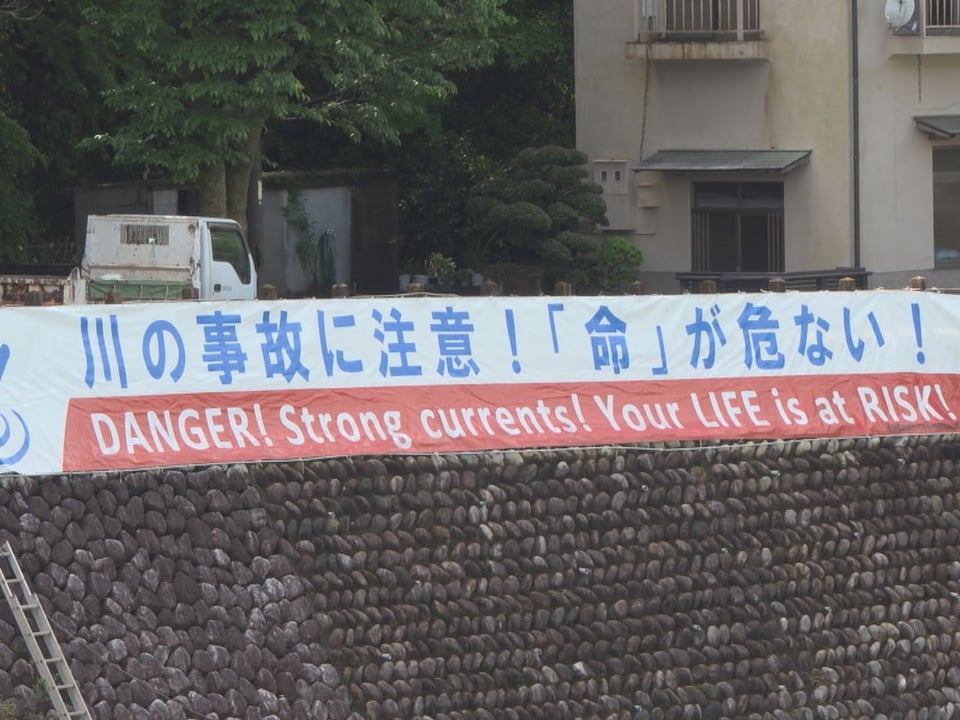 川の事故に注意！「命」が危ない！
DANGER! Strong currents! Your LIFE is at RISK!